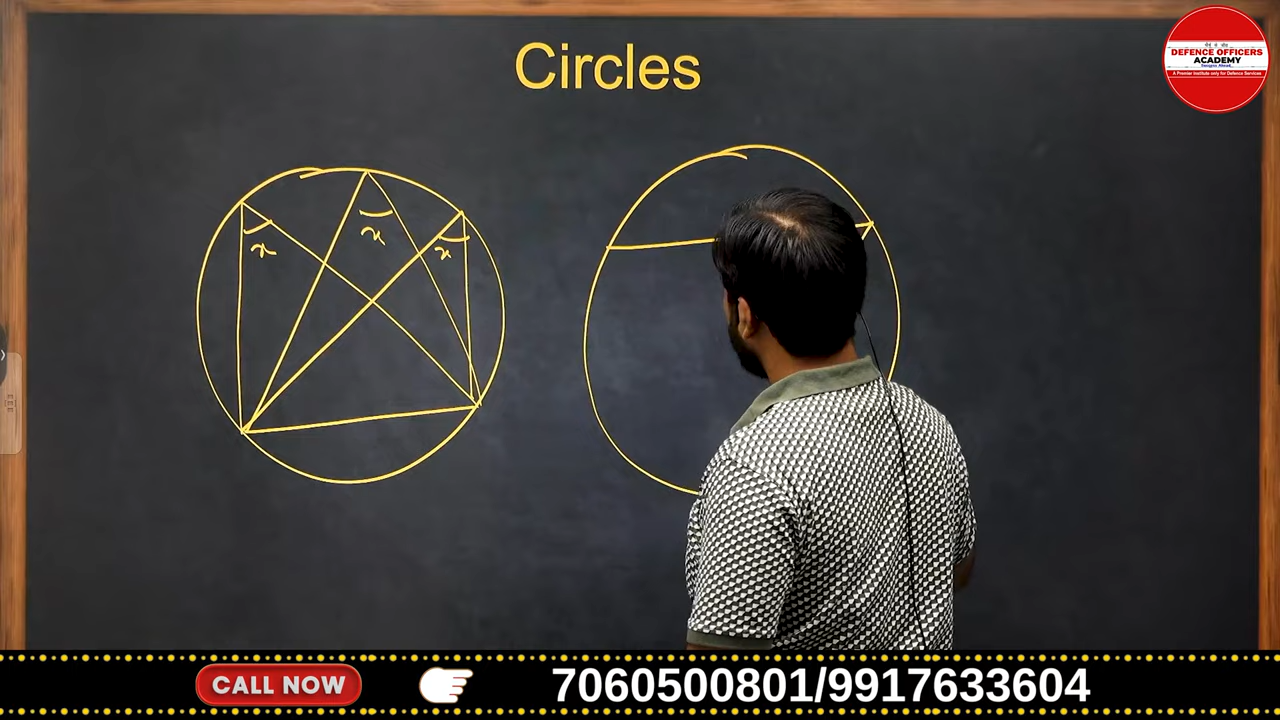 Circles
DEFENCE OFFICERS
ACADEMY
A Premier Institute only for Defence Services
x
x
x
CALL NOW
7060500801/9917633604